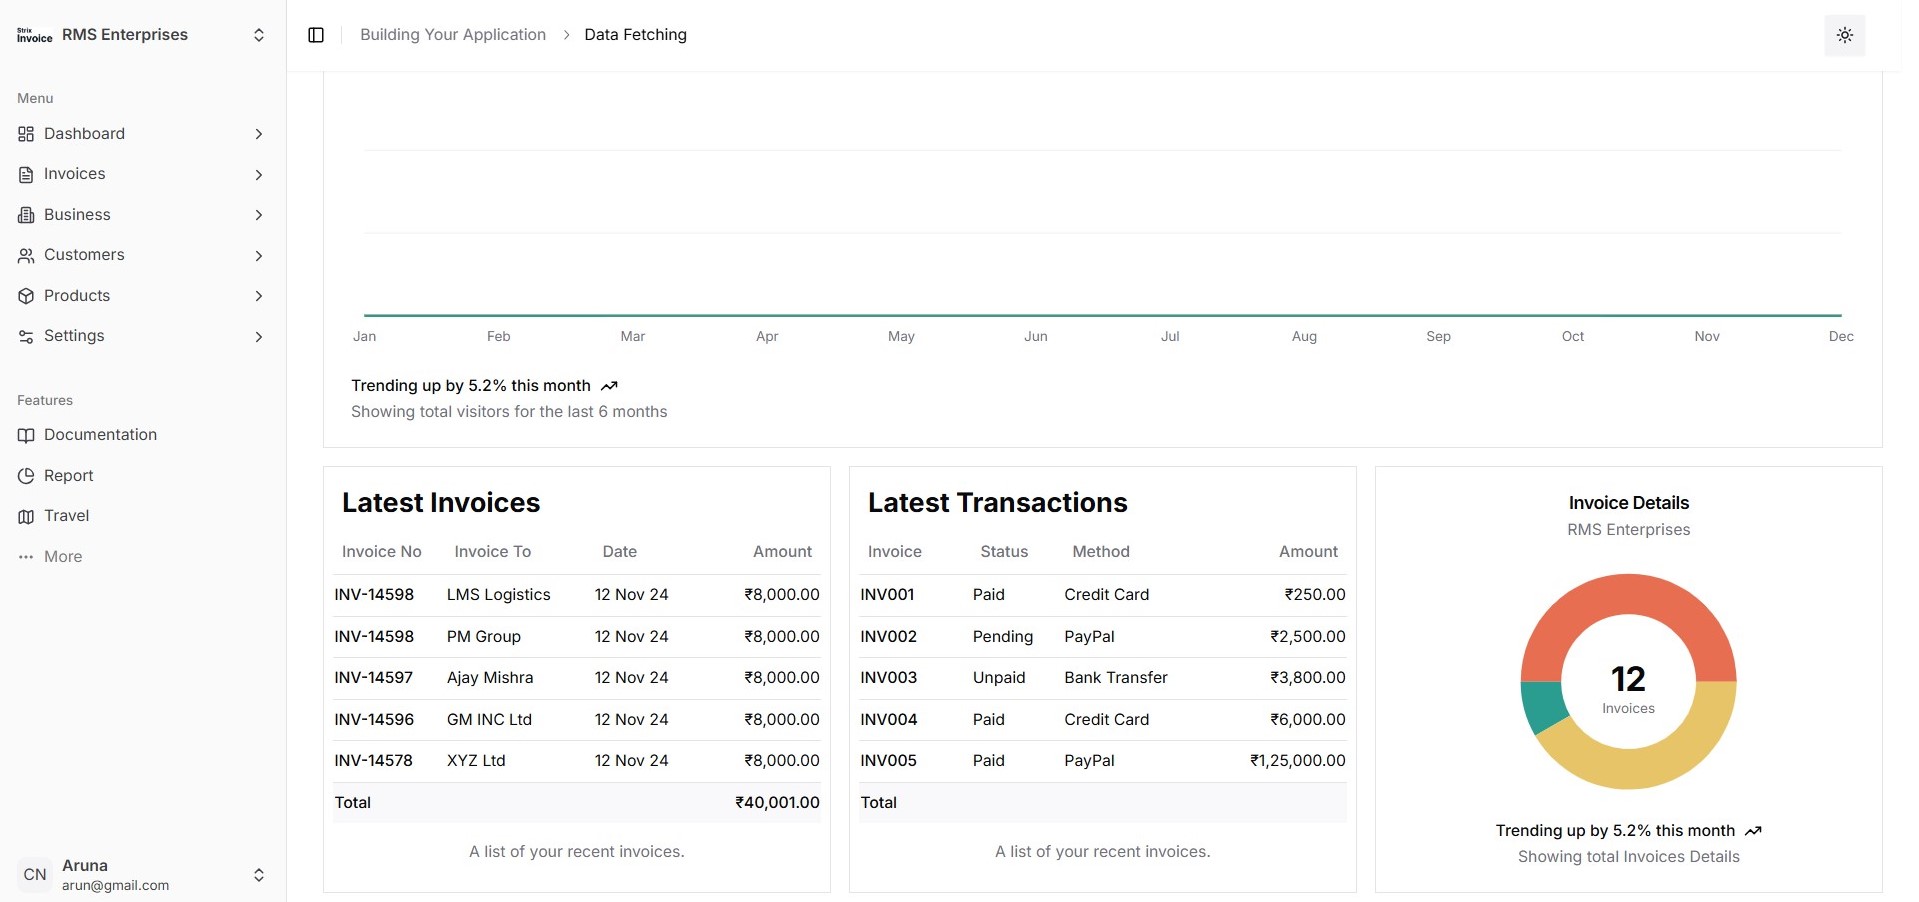 Strix
Invoice
RMS Enterprises
Building Your Application > Data Fetching
Menu
Dashboard
Invoices
Business
Customers
Products
Settings
Features
Documentation
Report
Travel
More
CN
Aruna
arun@gmail.com
Jan Feb Mar Apr May Jun Jul Aug Sep Oct Nov Dec
Trending up by 5.2% this month
Showing total visitors for the last 6 months
Latest Invoices
Invoice No Invoice To Date Amount
INV-14598 LMS Logistics 12 Nov 24 ₹8,000.00
INV-14598 PM Group 12 Nov 24 ₹8,000.00
INV-14597 Ajay Mishra 12 Nov 24 ₹8,000.00
INV-14596 GM INC Ltd 12 Nov 24 ₹8,000.00
INV-14578 XYZ Ltd 12 Nov 24 ₹8,000.00
Total ₹40,001.00
A list of your recent invoices.
Latest Transactions
Invoice Status Method Amount
INV001 Paid Credit Card ₹250.00
INV002 Pending PayPal ₹2,500.00
INV003 Unpaid Bank Transfer ₹3,800.00
INV004 Paid Credit Card ₹6,000.00
INV005 Paid PayPal ₹1,25,000.00
Total
A list of your recent invoices.
Invoice Details
RMS Enterprises
12
Invoices
Trending up by 5.2% this month
Showing total Invoices Details